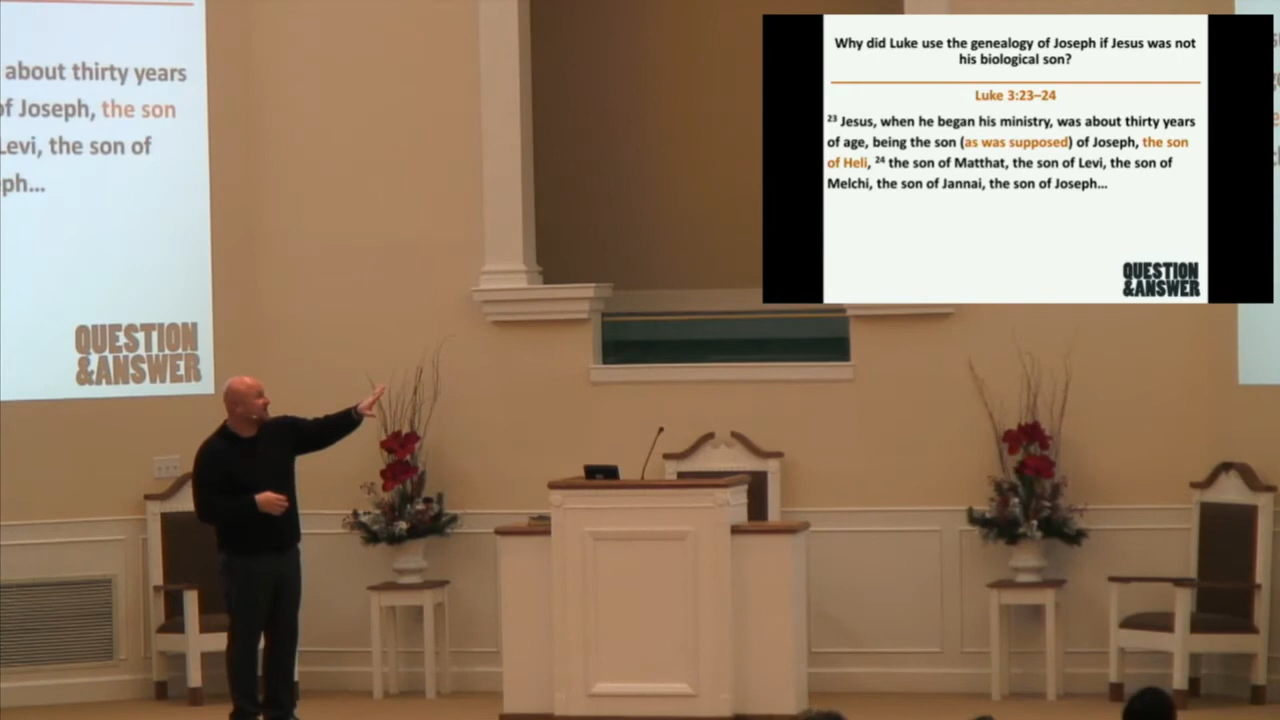 about thirty years
of Joseph, the son
Levi, the son of
ph...
QUESTION
&ANSWER
Why did Luke use the genealogy of Joseph if Jesus was not
his biological son?
Luke 3:23–24
23 Jesus, when he began his ministry, was about thirty years
of age, being the son (as was supposed) of Joseph, the son
of Heli, 24 the son of Matthat, the son of Levi, the son of
Melchi, the son of Jannai, the son of Joseph...
QUESTION
&ANSWER